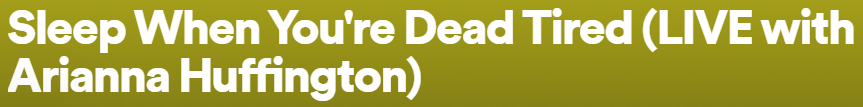 Sleep When You're Dead Tired (LIVE with
Arianna Huffington)